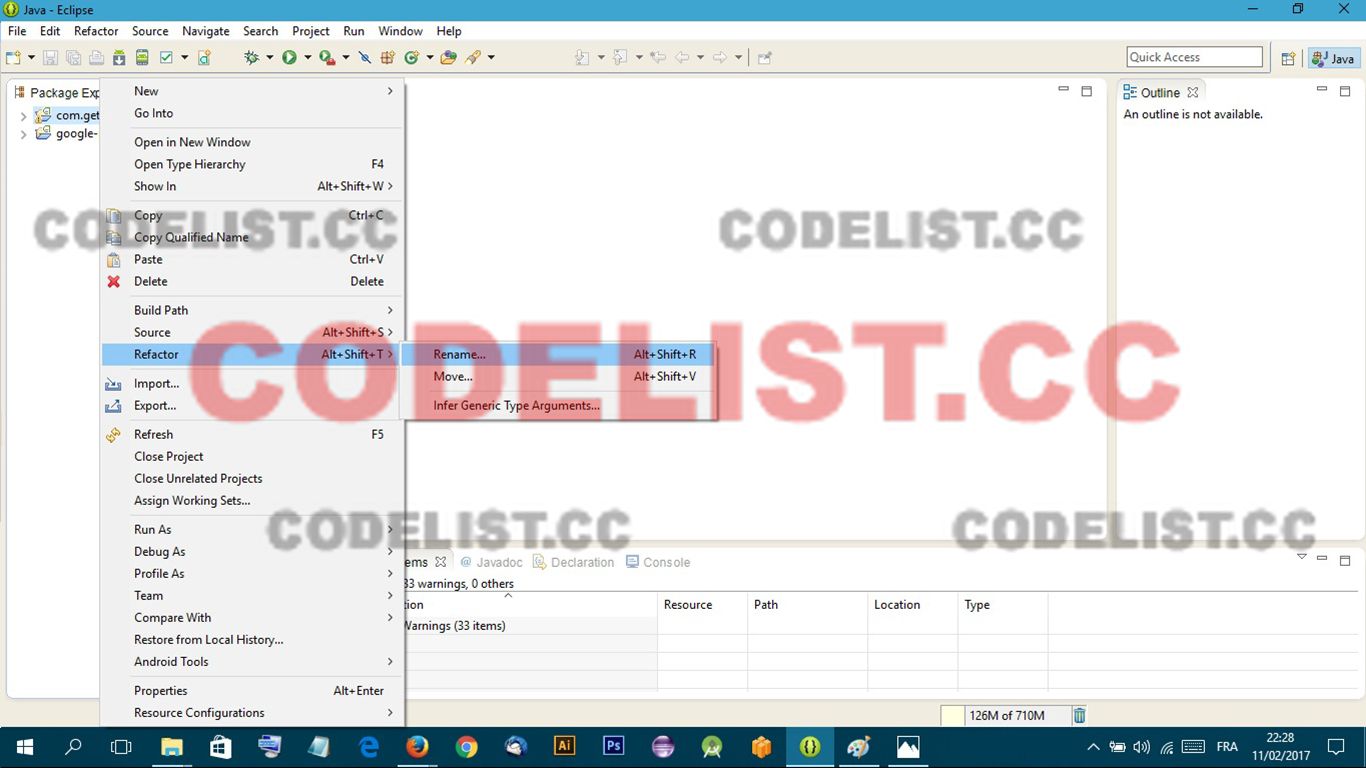 Java - Eclipse
File Edit Refactor Source Navigate Search Project Run Window Help
Quick Access
Java
Package Exp
com.get
google-
New
Go Into
Open in New Window
Open Type Hierarchy F4
Show In Alt+Shift+W
Copy Ctrl+C
Copy Qualified Name
Paste Ctrl+V
Delete Delete
Build Path
Source Alt+Shift+S
Refactor Alt+Shift+T
Rename... Alt+Shift+R
Move... Alt+Shift+V
Infer Generic Type Arguments...
Import...
Export...
Refresh F5
Close Project
Close Unrelated Projects
Assign Working Sets...
Run As
Debug As
Profile As
Team
Compare With
Restore from Local History...
Android Tools
Properties Alt+Enter
Resource Configurations
Outline
An outline is not available.
CODELIST.CC
CODELIST.CC
CODELIST.CC
CODELIST.CC
CODELIST.CC
ems @ Javadoc Declaration Console
33 warnings, 0 others
tion Resource Path Location Type
Warnings (33 items)
126M of 710M
Ai Ps
FRA
22:28
11/02/2017